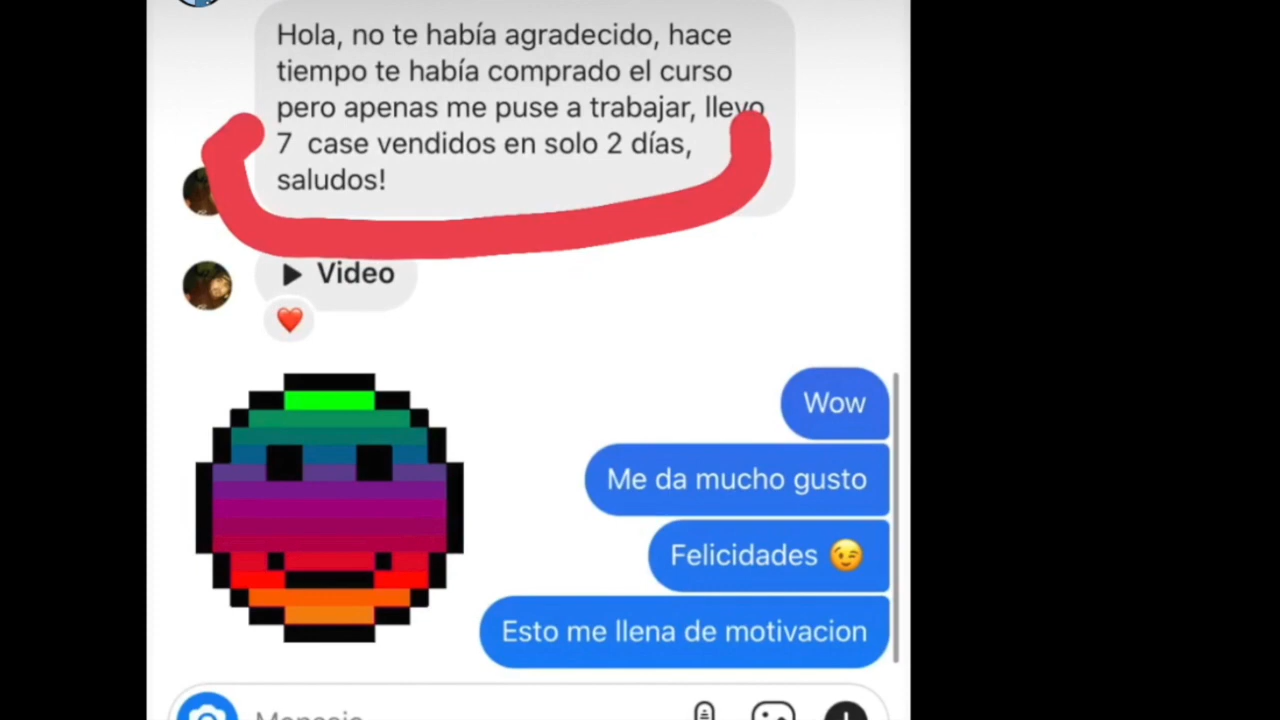 Hola, no te había agradecido, hace
tiempo te había comprado el curso
pero apenas me puse a trabajar, llevo
7 case vendidos en solo 2 días,
saludos!
Video
Wow
Me da mucho gusto
Felicidades 😉
Esto me llena de motivacion
Mensaje